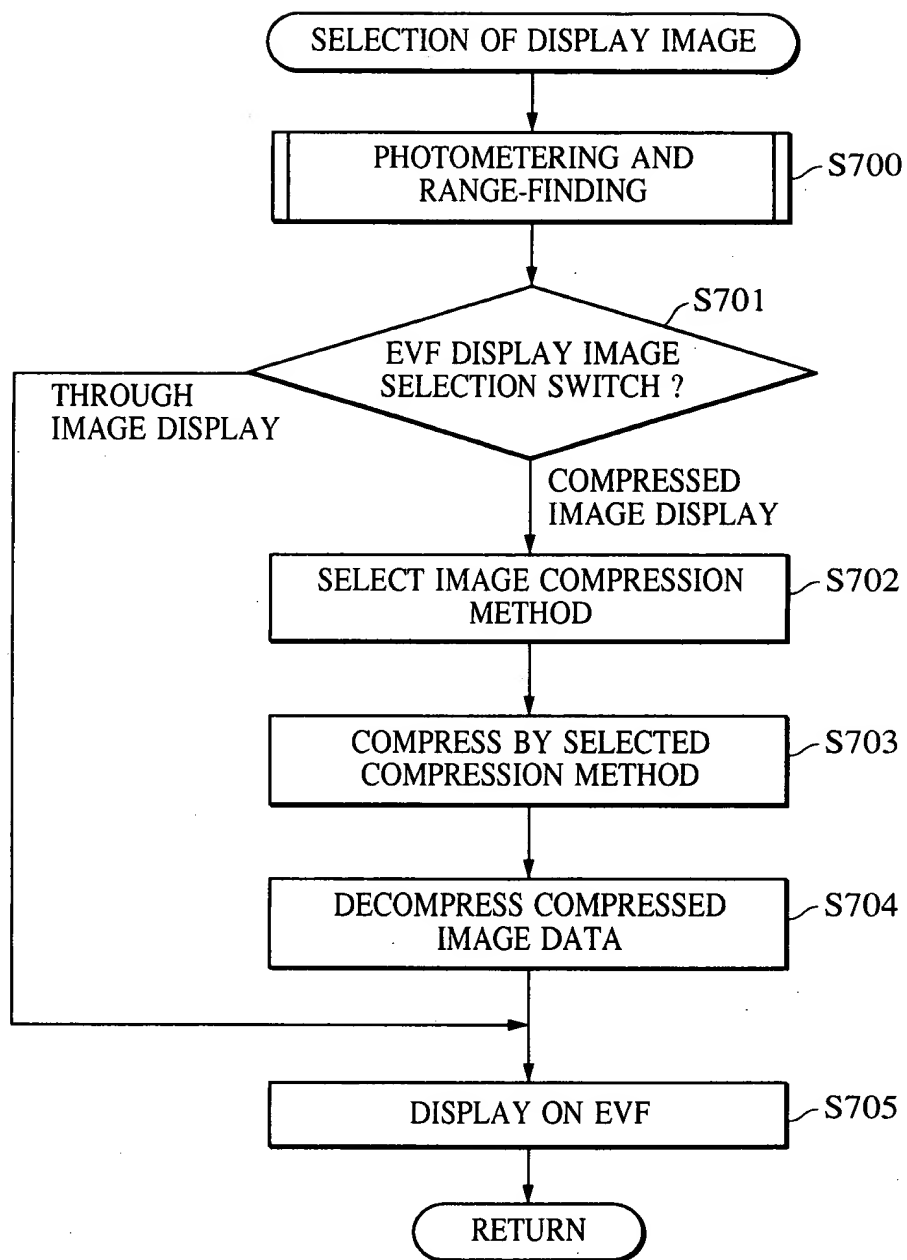 SELECTION OF DISPLAY IMAGE
PHOTOMETERING AND
RANGE-FINDING
S700
S701
EVF DISPLAY IMAGE
SELECTION SWITCH ?
THROUGH
IMAGE DISPLAY
COMPRESSED
IMAGE DISPLAY
SELECT IMAGE COMPRESSION
METHOD
S702
COMPRESS BY SELECTED
COMPRESSION METHOD
S703
DECOMPRESS COMPRESSED
IMAGE DATA
S704
DISPLAY ON EVF
S705
RETURN